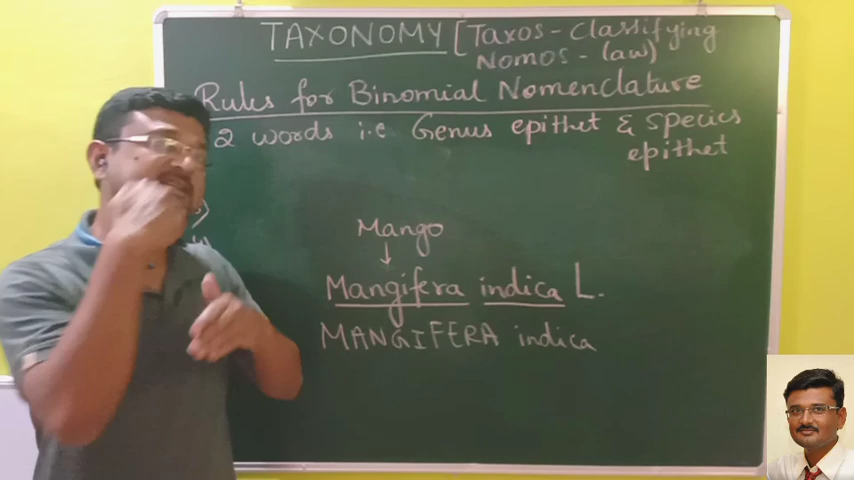 TAXONOMY [Taxos - Classifying
Nomos - (aw)
Rules for Binomial Nomenclature
2 words i.e Genus epithet & Species
epithet
Mango
↓
Mangifera indica L.
MANGIFERA indica